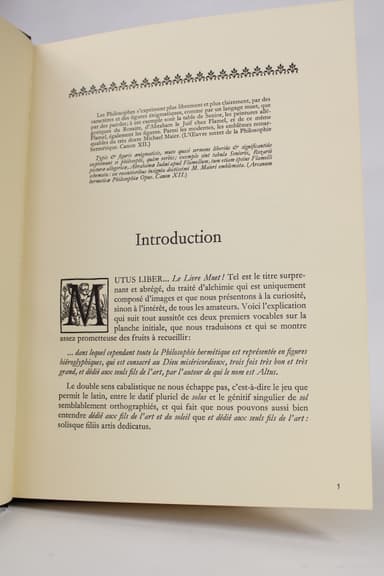 Les Philosophes s'expriment plus librement et plus clairement, par des
caractères et des figures énigmatiques, comme par un langage muet, que
par des paroles; à cet exemple sont la table de Senior, les peintures allé-
goriques du Rosaire, d'Abraham le Juif chez Flamel, et de ce même
Flamel, également les figures. Parmi les modernes, les emblèmes remar-
quables du très docte Michael Maier. (L'Œuvre secret de la Philosophie
hermétique. Canon XII.)
Typis & figuris ænigmaticis, muto quasi sermone liberiùs & significantiùs
exprimunt se philosophi, quàm verbis; exemplo sint tabula Senioris, Rosarii
picturæ allegoricæ, Abrahami Iudæi apud Flamellum, tum etiam ipsius Flamelli
schemata: ex recentioribus insignia doctissimi M. Maieri emblemata. (Arcanum
hermeticæ Philosophiæ Opus. Canon XII.)
Introduction
MUTUS LIBER... Le Livre Muet! Tel est le titre surpre-
nant et abrégé, du traité d'alchimie qui est uniquement
composé d'images et que nous présentons à la curiosité,
sinon à l'intérêt, de tous les amateurs. Voici l'explication
qui suit tout aussitôt ces deux premiers vocables sur la
planche initiale, que nous traduisons et qui se montre
assez prometteuse des fruits à recueillir:
... dans lequel cependant toute la Philosophie hermétique est représentée en figures
hiéroglyphiques, qui est consacré au Dieu miséricordieux, trois fois très bon et très
grand, et dédié aux seuls fils de l'art, par l'auteur de qui le nom est Altus.
Le double sens cabalistique ne nous échappe pas, c'est-à-dire le jeu que
permet le latin, entre le datif pluriel de solus et le génitif singulier de sol
semblablement orthographiés, et qui fait que nous pouvons aussi bien
entendre dédié aux fils de l'art et du soleil que et dédié aux seuls fils de l'art:
solisque filiis artis dedicatus.
5